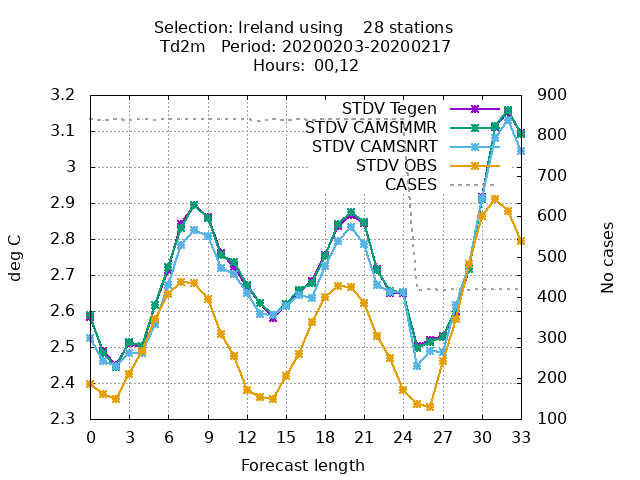 Selection: Ireland using    28 stations
Td2m   Period: 20200203-20200217
Hours:  00,12
3.2
3.1
3
2.9
2.8
2.7
2.6
2.5
2.4
2.3
deg C
900
800
700
600
500
400
300
200
100
No cases
STDV Tegen
STDV CAMSMMR
STDV CAMSNRT
STDV OBS
CASES
0 3 6 9 12 15 18 21 24 27 30 33
Forecast length